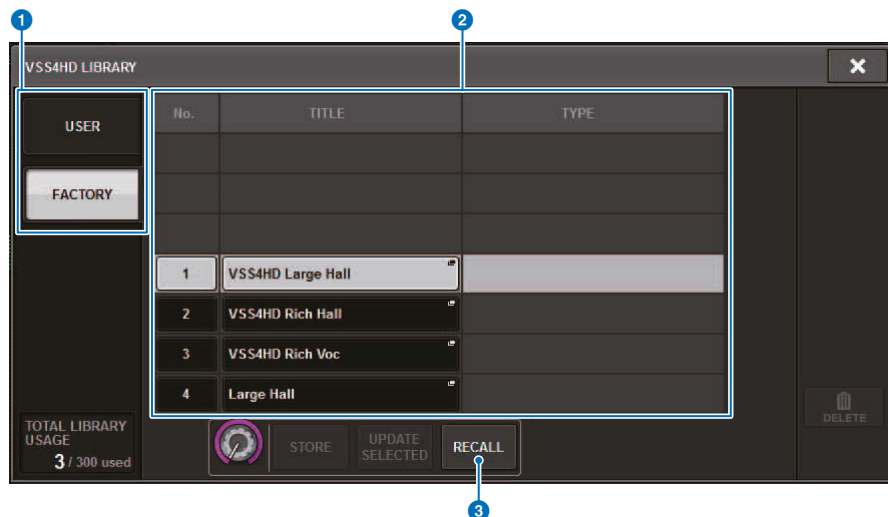 1
2
VSS4HD LIBRARY
USER
FACTORY
No. TITLE TYPE
1 VSS4HD Large Hall
2 VSS4HD Rich Hall
3 VSS4HD Rich Voc
4 Large Hall
TOTAL LIBRARY
USAGE
3 / 300 used
STORE
UPDATE
SELECTED
RECALL
DELETE
3